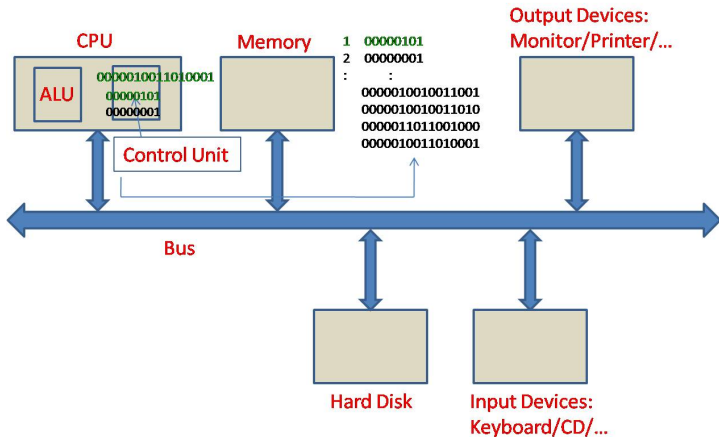 CPU
ALU
0000010011010001
00000101
00000001
Control Unit
Memory
1 00000101
2 00000001
: :
0000010010011001
0000010010011010
0000011011001000
0000010011010001
Output Devices:
Monitor/Printer/...
Bus
Hard Disk
Input Devices:
Keyboard/CD/...